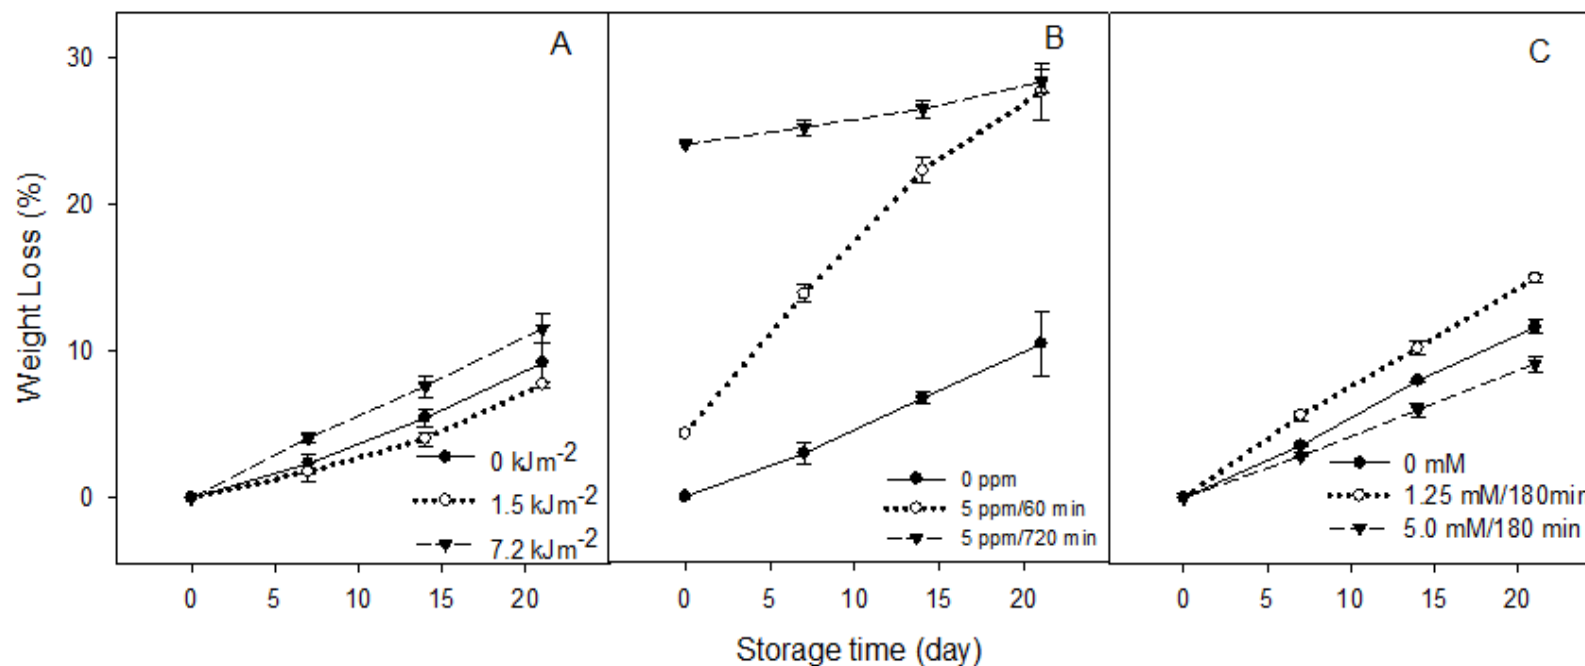 A
B
C
30
20
10
0
Weight Loss (%)
0 kJm⁻²
1.5 kJm⁻²
7.2 kJm⁻²
0 ppm
5 ppm/60 min
5 ppm/720 min
0 mM
1.25 mM/180min
5.0 mM/180 min
0 5 10 15 20
0 5 10 15 20
0 5 10 15 20
Storage time (day)